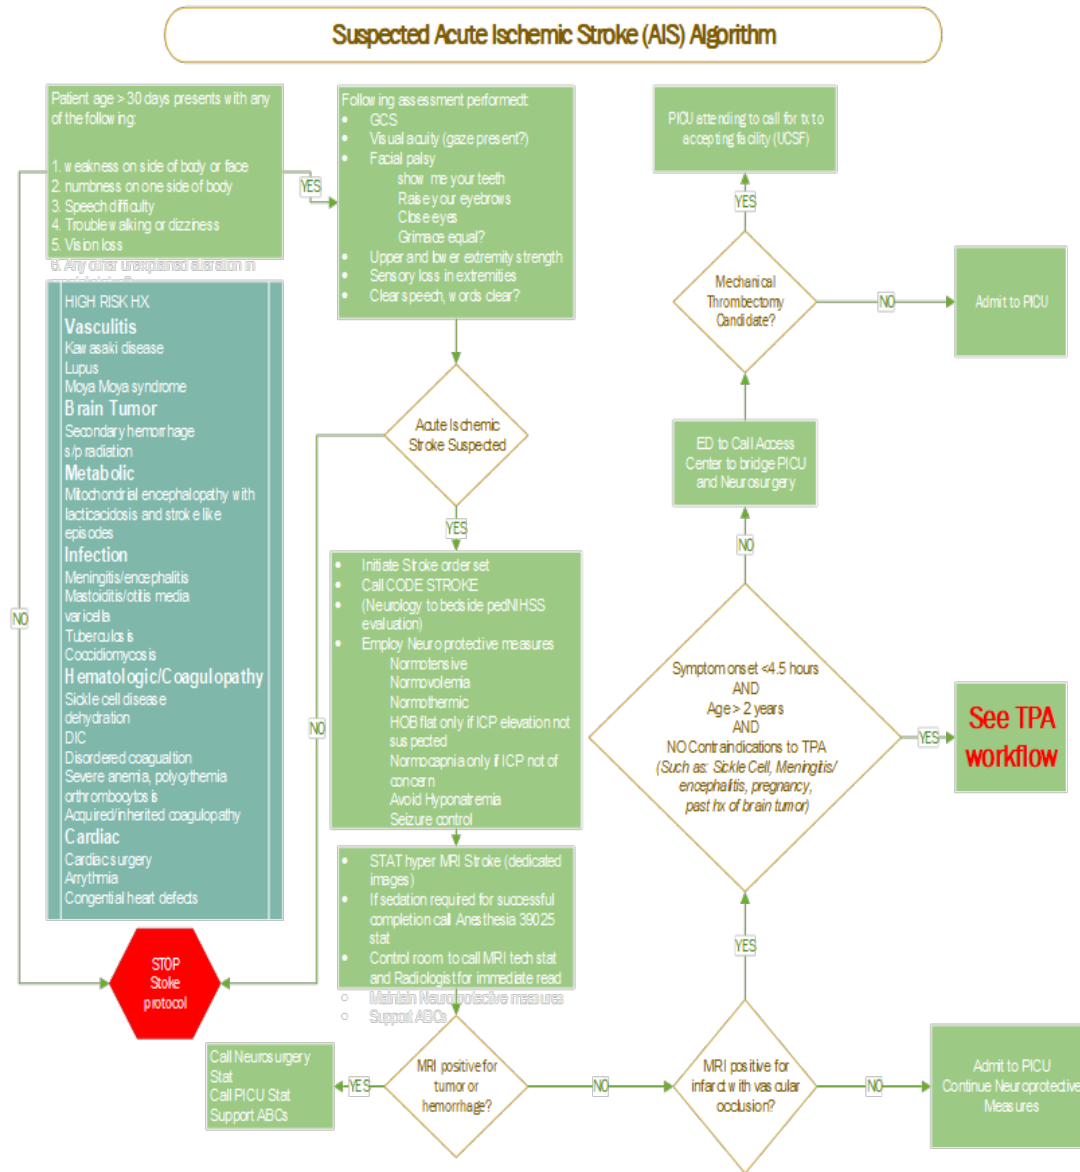 Suspected Acute Ischemic Stroke (AIS) Algorithm
Patient age > 30 days presents with any
of the following:
1. weakness on side of body or face
2. numbness on one side of body
3. Speech difficulty
4. Trouble walking or dizziness
5. Vision loss
6. Any other unexplained alteration in
YES
NO
HIGH RISK HX
Vasculitis
Kawasaki disease
Lupus
Moya Moya syndrome
Brain Tumor
Secondary hemorrhage
s/p radiation
Metabolic
Mitochondrial encephalopathy with
lacticacidosis and stroke like
episodes
Infection
Meningitis/encephalitis
Mastoiditis/otitis media
varicella
Tuberculosis
Coccidiomycosis
Hematologic/Coagulopathy
Sickle cell disease
dehydration
DIC
Disordered coagualtion
Severe anemia, polycythemia
orthrombocytosis
Acquired/inherited coagulopathy
Cardiac
Cardiac surgery
Arrythmia
Congential heart defects
STOP
Stoke
protocol
Following assessment performed:
• GCS
• Visual acuity (gaze present?)
• Facial palsy
show me your teeth
Raise your eyebrows
Close eyes
Grimace equal?
• Upper and lower extremity strength
• Sensory loss in extremities
• Clear speech, words clear?
Acute Ischemic
Stroke Suspected
NO
YES
• Initiate Stroke order set
• Call CODE STROKE
• (Neurology to bedside pedNIHSS
evaluation)
• Employ Neuroprotective measures
Normotensive
Normovolemia
Normothermic
HOB flat only if ICP elevation not
suspected
Normocapnia only if ICP not of
concern
Avoid Hyponatremia
Seizure control
• STAT hyper MRI Stroke (dedicated
images)
• If sedation required for successful
completion call Anesthesia 39025
stat
• Control room to call MRI tech stat
and Radiologist for immediate read
○ Maintain Neuroprotective measures
○ Support ABCs
MRI positive for
tumor or
hemorrhage?
YES
Call Neurosurgery
Stat
Call PICU Stat
Support ABCs
NO
MRI positive for
infarct with vascular
occlusion?
NO
Admit to PICU
Continue Neuroprotective
Measures
YES
Symptom onset <4.5 hours
AND
Age > 2 years
AND
NO Contraindications to TPA
(Such as: Sickle Cell, Meningitis/
encephalitis, pregnancy,
past hx of brain tumor)
YES
See TPA
workflow
NO
ED to Call Access
Center to bridge PICU
and Neurosurgery
Mechanical
Thrombectomy
Candidate?
NO
Admit to PICU
YES
PICU attending to call for tx to
accepting facility (UCSF)